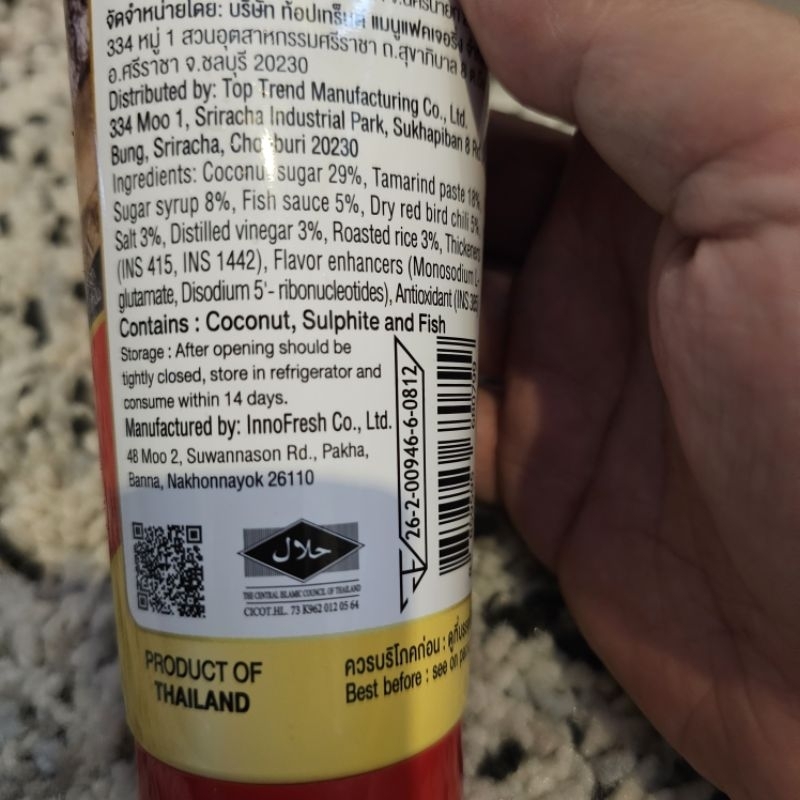 จัดจำหน่ายโดย: บริษัท ท้อปเทร็นด์ แมนูแฟคเจอริ่ง
334 หมู่ 1 สวนอุตสาหกรรมศรีราชา ถ.สุขาภิบาล 8
อ.ศรีราชา จ.ชลบุรี 20230
Distributed by: Top Trend Manufacturing Co., Ltd.
334 Moo 1, Sriracha Industrial Park, Sukhapiban 8
Bung, Sriracha, Chonburi 20230
Ingredients: Coconut sugar 29%, Tamarind paste 18%,
Sugar syrup 8%, Fish sauce 5%, Dry red bird chili 5%,
Salt 3%, Distilled vinegar 3%, Roasted rice 3%, Thickeners
(INS 415, INS 1442), Flavor enhancers (Monosodium L-
glutamate, Disodium 5'- ribonucleotides), Antioxidant (INS
Contains : Coconut, Sulphite and Fish
Storage : After opening should be
tightly closed, store in refrigerator and
consume within 14 days.
Manufactured by: InnoFresh Co., Ltd.
48 Moo 2, Suwannason Rd., Pakha,
Banna, Nakhonnayok 26110
26-2-00946-6-0812
حلال
THE CENTRAL ISLAMIC COUNCIL OF THAILAND
CICOT.HL. 73 K962 012 05 64
PRODUCT OF
THAILAND
ควรบริโภคก่อน : ดูที่
Best before : see on